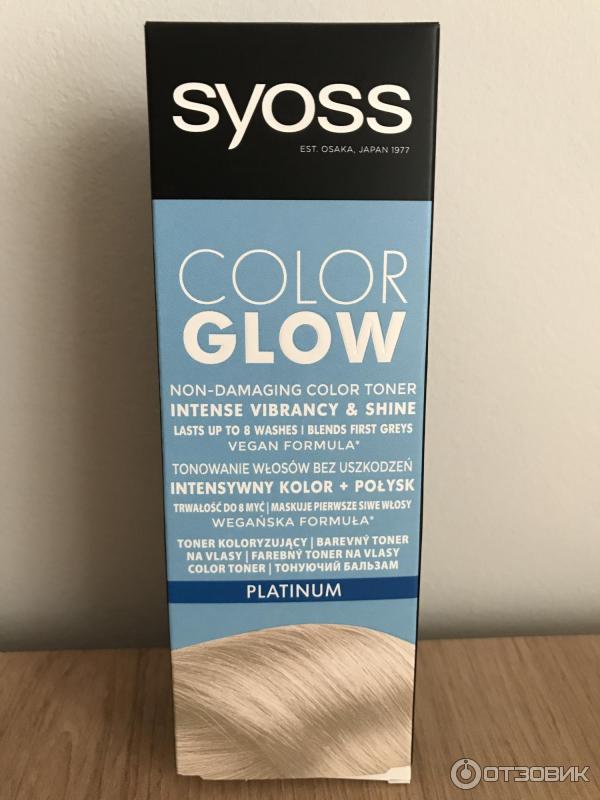 syoss
EST. OSAKA, JAPAN 1977
COLOR
GLOW
NON-DAMAGING COLOR TONER
INTENSE VIBRANCY & SHINE
LASTS UP TO 8 WASHES | BLENDS FIRST GREYS
VEGAN FORMULA*
TONOWANIE WŁOSÓW BEZ USZKODZEŃ
INTENSYWNY KOLOR + POŁYSK
TRWAŁOŚĆ DO 8 MYĆ | MASKUJE PIERWSZE SIWE WŁOSY
WEGAŃSKA FORMUŁA*
TONER KOLORYZUJĄCY | BAREVNÝ TONER
NA VLASY | FAREBNÝ TONER NA VLASY
COLOR TONER | ТОНУЮЧИЙ БАЛЬЗАМ
PLATINUM
ОТЗОВИК